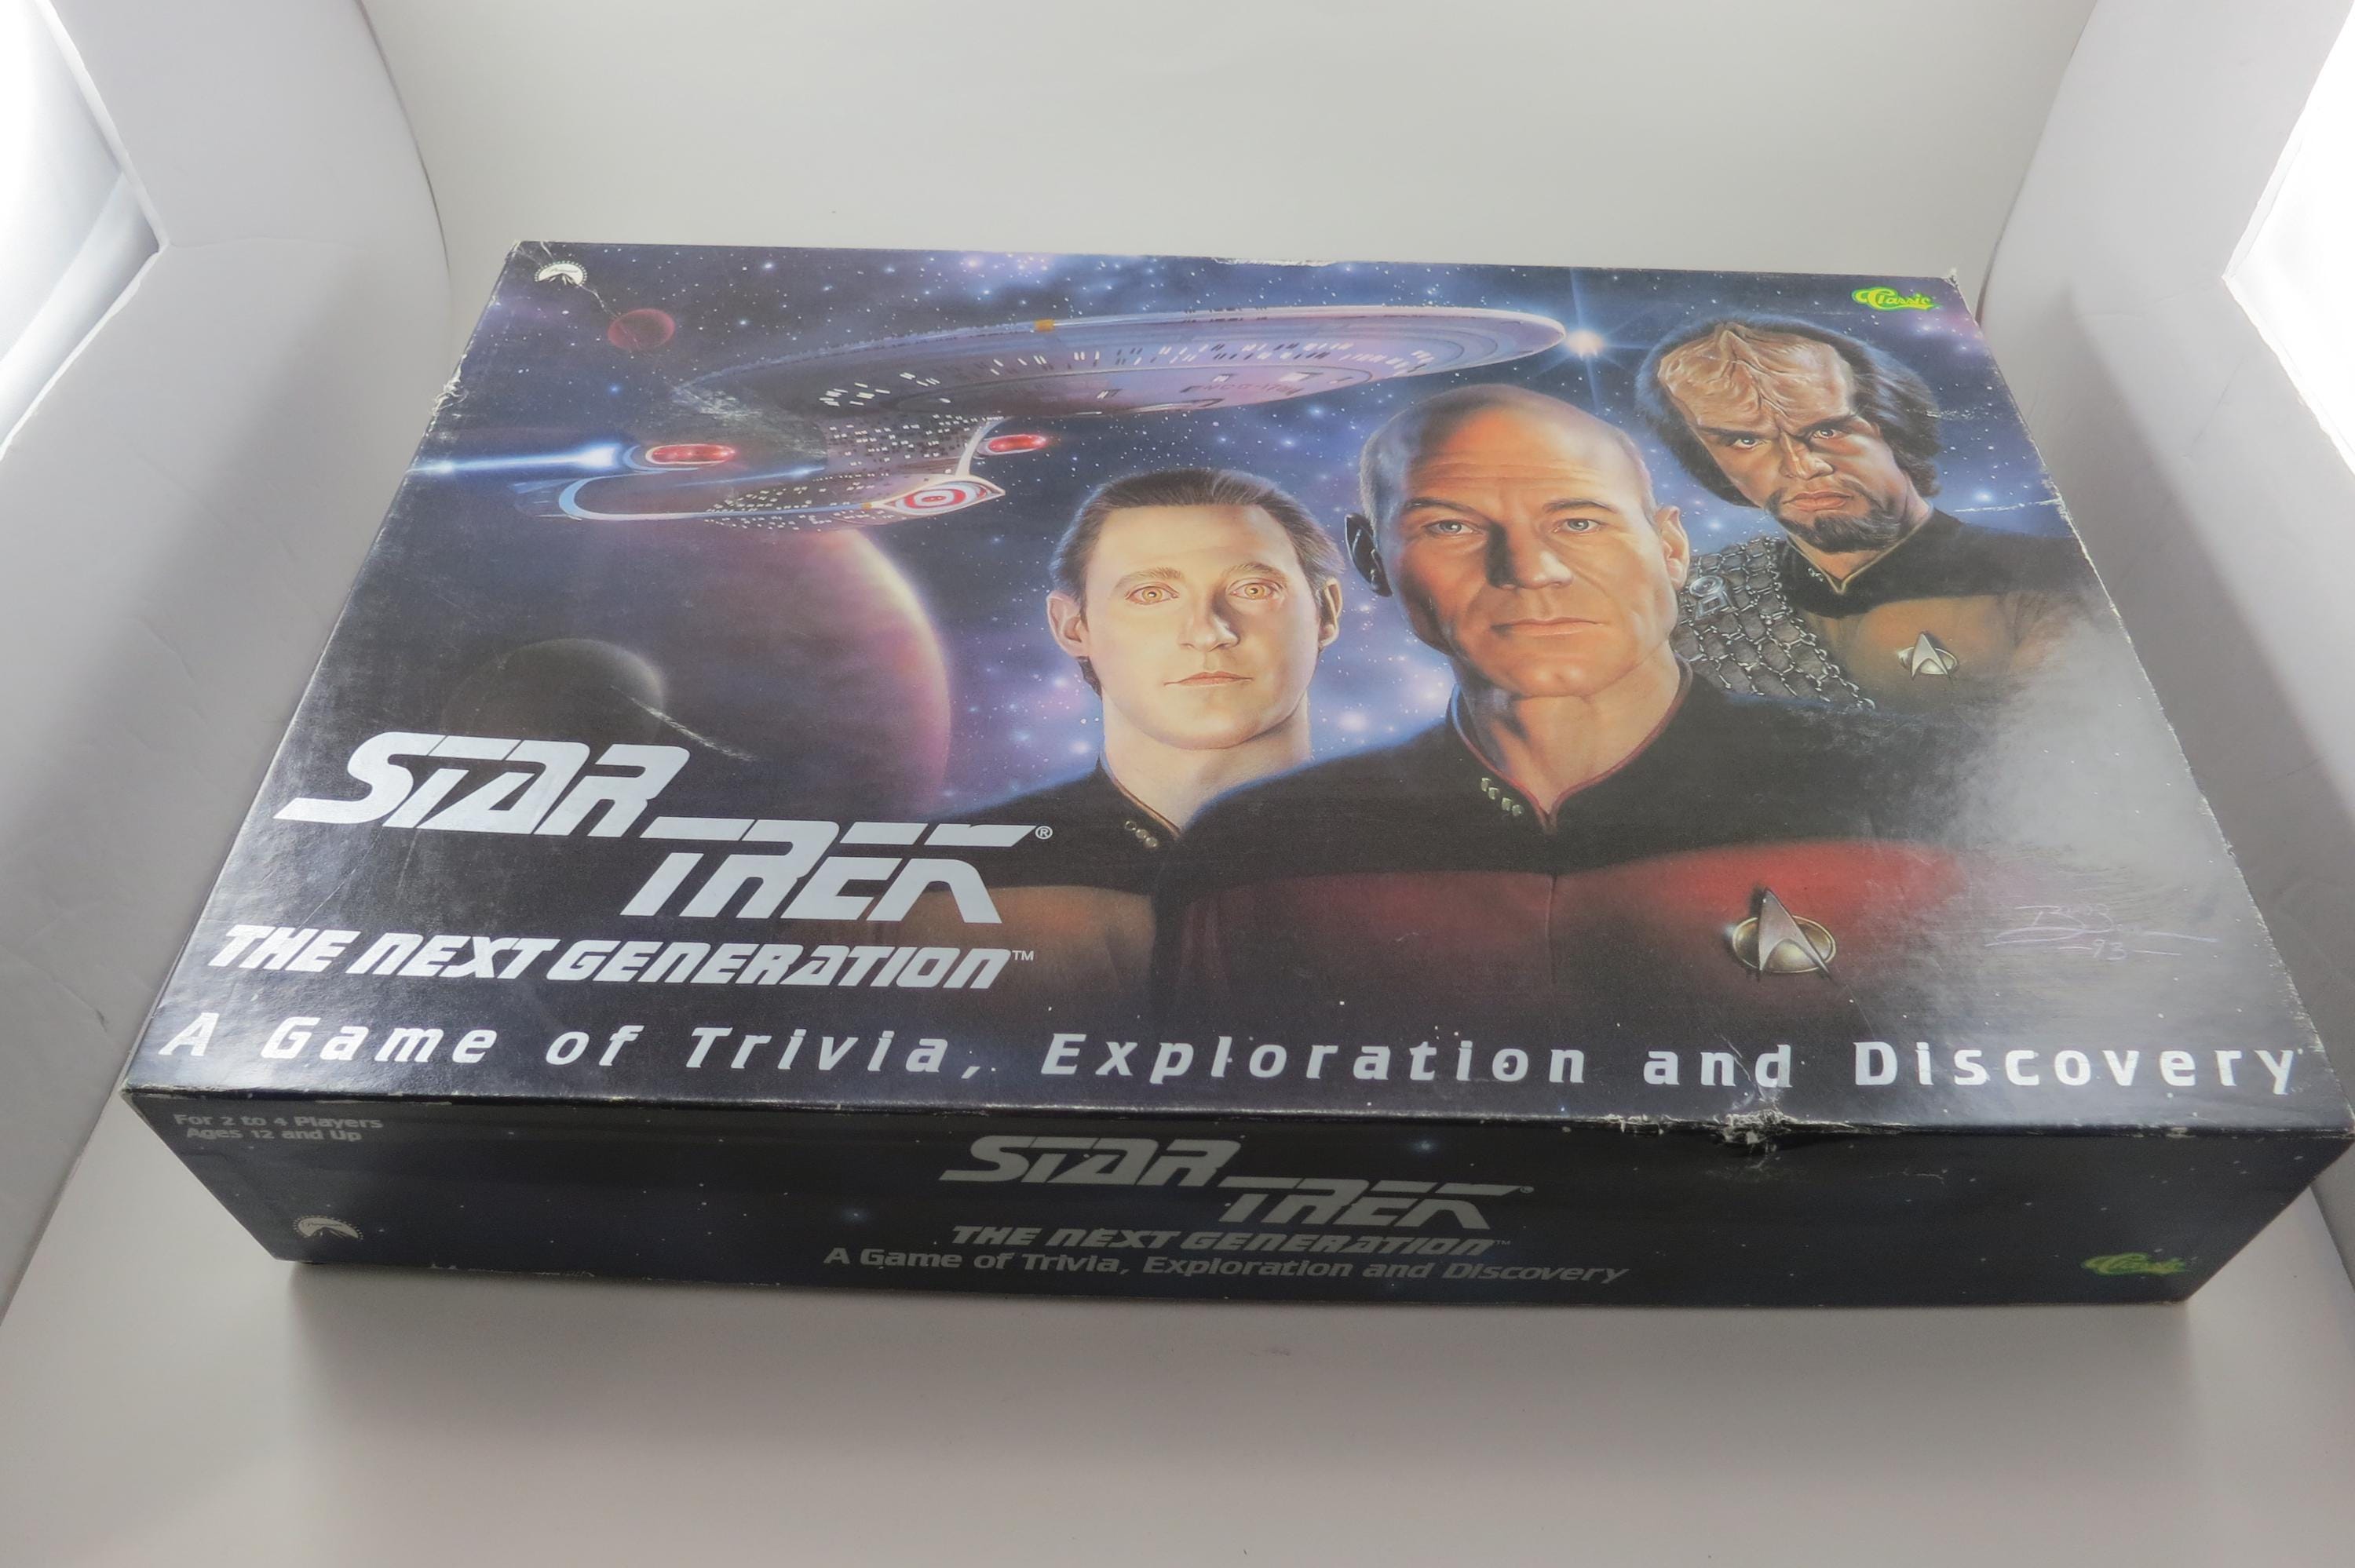 Classic
STAR
TREK®
THE NEXT GENERATION™
A Game of Trivia, Exploration and Discovery
93
For 2 to 4 Players
Ages 12 and Up
STAR
TREK®
THE NEXT GENERATION™
A Game of Trivia, Exploration and Discovery
Classic